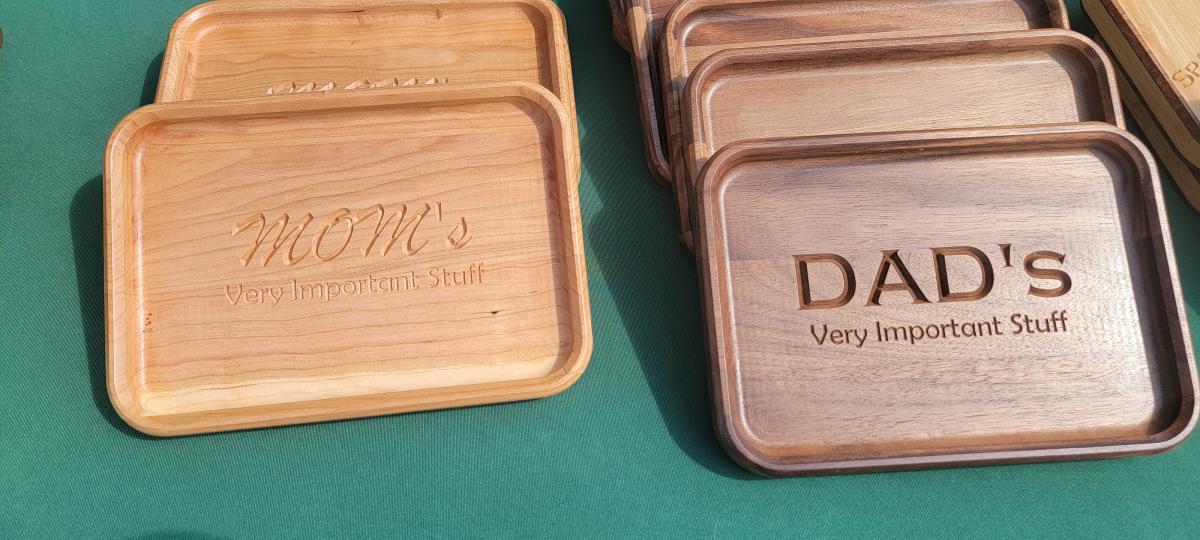 MOM's
Very Important Stuff
DAD's
Very Important Stuff